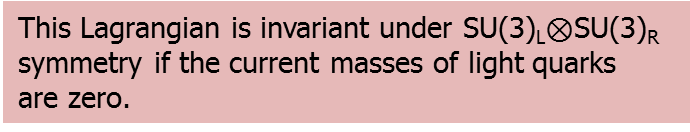 This Lagrangian is invariant under SU(3)L⊗SU(3)R
symmetry if the current masses of light quarks
are zero.